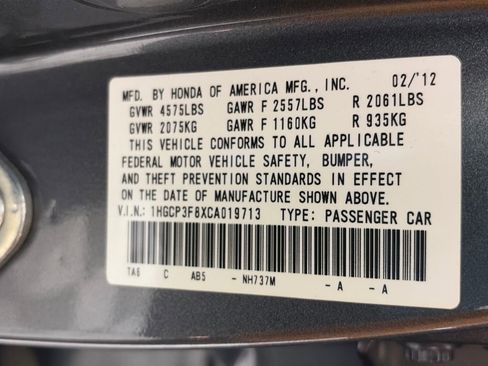 MFD. BY HONDA OF AMERICA MFG., INC. 02/'12
GVWR 4575LBS GAWR F 2557LBS R 2061LBS
GVWR 2075KG GAWR F 1160KG R 935KG
THIS VEHICLE CONFORMS TO ALL APPLICABLE
FEDERAL MOTOR VEHICLE SAFETY, BUMPER,
AND THEFT PREVENTION STANDARDS IN EFFECT
ON THE DATE OF MANUFACTURE SHOWN ABOVE.
V.I.N.: 1HGCP3F8XCA019713 TYPE: PASSENGER CAR
TA6 C AB5 - NH737M - A - A